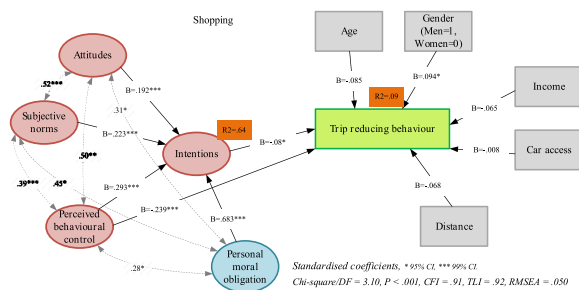 Shopping
Age
Gender
(Men=1,
Women=0)
Attitudes
Income
B=-.085
B=.094*
B=.192***
.52***
R2=.09
.31*
B=-.065
Subjective
norms
R2=.64
Trip reducing behaviour
B=.223***
B=-.08*
Intentions
B=-.008
Car access
.50**
.39***
.45*
B=.293***
B=-.068
B=-.239***
Perceived
behavioural
control
B=.683***
Distance
Personal
moral
obligation
.28*
Standardised coefficients, * 95% CI, *** 99% CI.
Chi-square/DF = 3.10, P < .001, CFI = .91, TLI = .92, RMSEA = .050